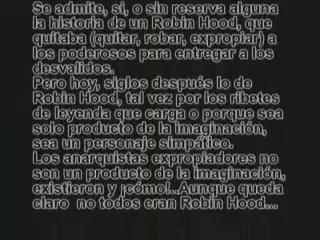 Se admite, si, o sin reserva alguna
la historia de un Robin Hood, que
quitaba (quitar, robar, expropiar) a
los poderosos para entregar a los
desvalidos.
Pero hoy, siglos después lo de
Robin Hood, tal vez por los ribetes
de leyenda que carga o porque sea
solo producto de la imaginación,
sea un personaje simpático.
Los anarquistas expropiadores no
son un producto de la imaginación,
existieron y ¡cómo!..Aunque queda
claro no todos eran Robin Hood...